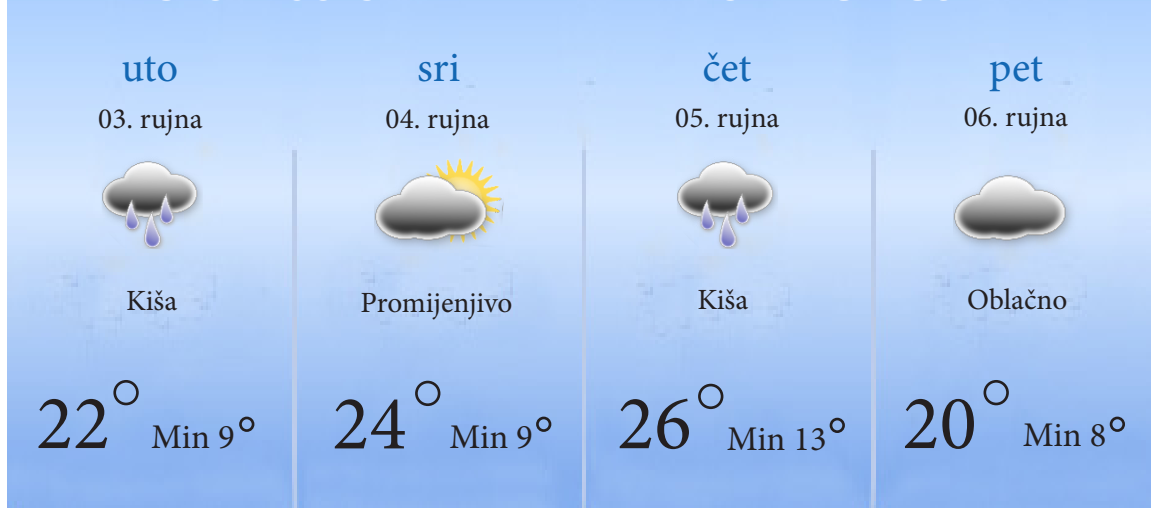 uto
03. rujna
Kiša
22° Min 9°
sri
04. rujna
Promijenjivo
24° Min 9°
čet
05. rujna
Kiša
26° Min 13°
pet
06. rujna
Oblačno
20° Min 8°